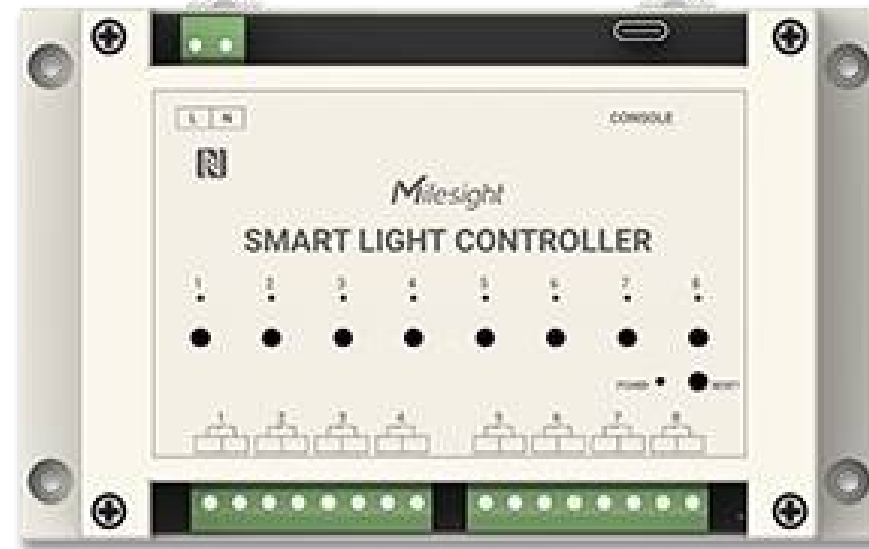 L N
CONSOLE
Milesight
SMART LIGHT CONTROLLER
1 2 3 4 5 6 7 8
POWER RESET
1 2 3 4 5 6 7 8